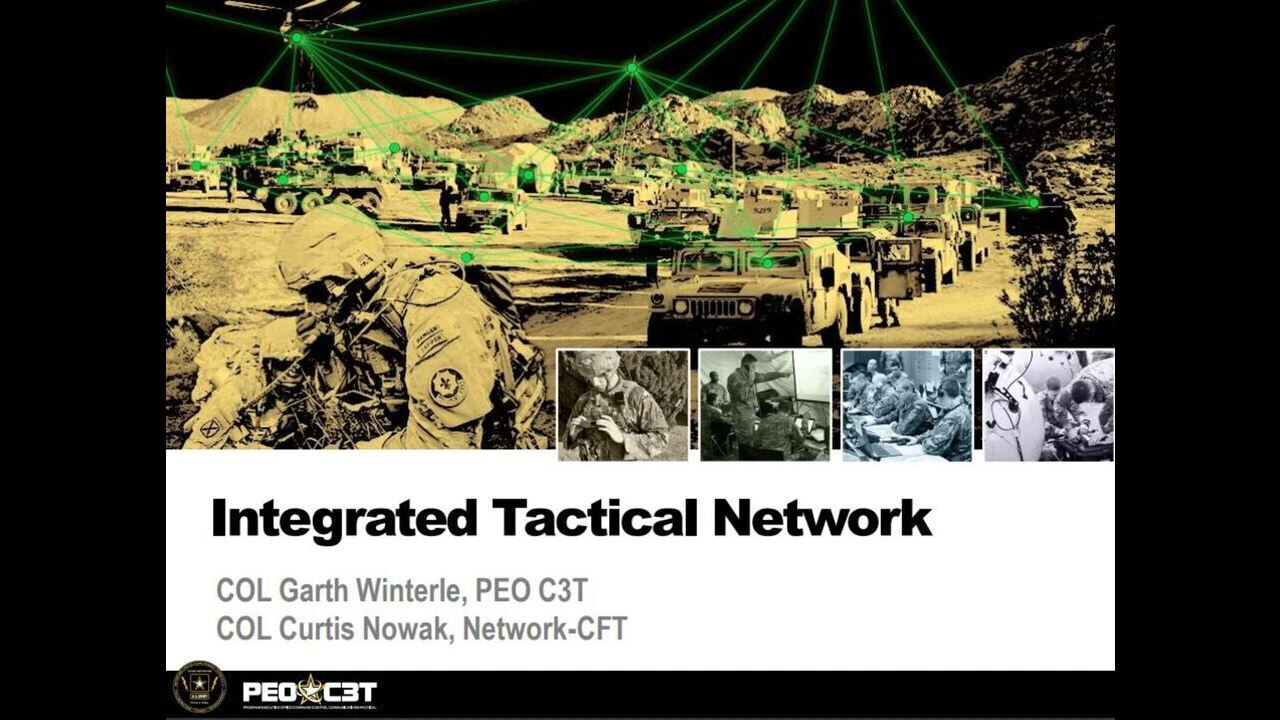 Integrated Tactical Network
COL Garth Winterle, PEO C3T
COL Curtis Nowak, Network-CFT
PEO C3T